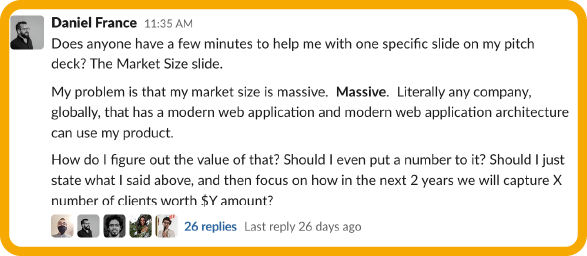 Daniel France 11:35 AM
Does anyone have a few minutes to help me with one specific slide on my pitch
deck? The Market Size slide.
My problem is that my market size is massive. Massive. Literally any company,
globally, that has a modern web application and modern web application architecture
can use my product.
How do I figure out the value of that? Should I even put a number to it? Should I just
state what I said above, and then focus on how in the next 2 years we will capture X
number of clients worth $Y amount?
26 replies Last reply 26 days ago